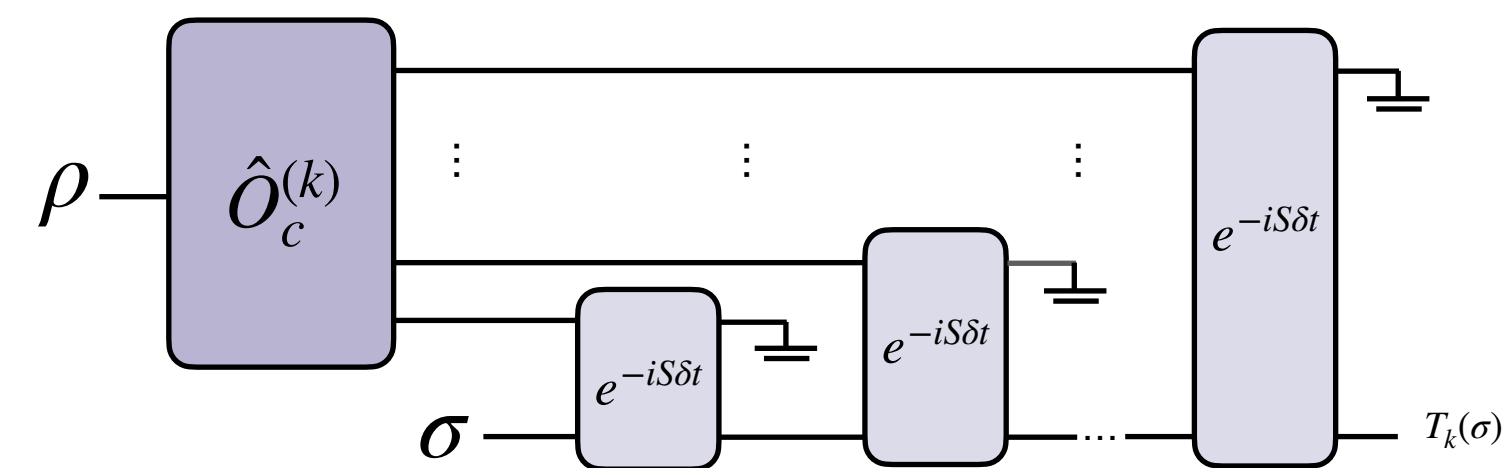 ρ
Ô_c^{(k)}
⋮ ⋮ ⋮
e^{−iSδt}
e^{−iSδt}
e^{−iSδt}
σ
...
T_k(σ)